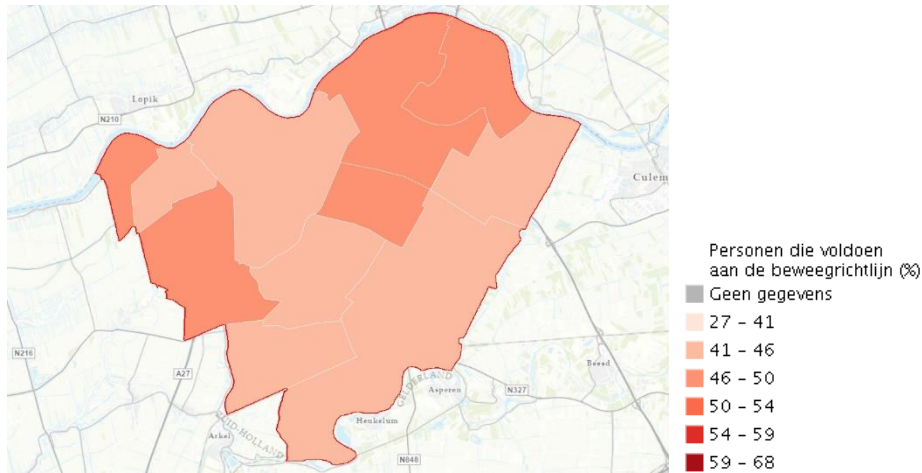 Lopik
N210
Culem
N216
A27
GELDERLAND
Asperen
N327
Beesd
ZUID-HOLLAND
Heukelum
Arkel
N848
Personen die voldoen
aan de beweegrichtlijn (%)
Geen gegevens
27 - 41
41 - 46
46 - 50
50 - 54
54 - 59
59 - 68